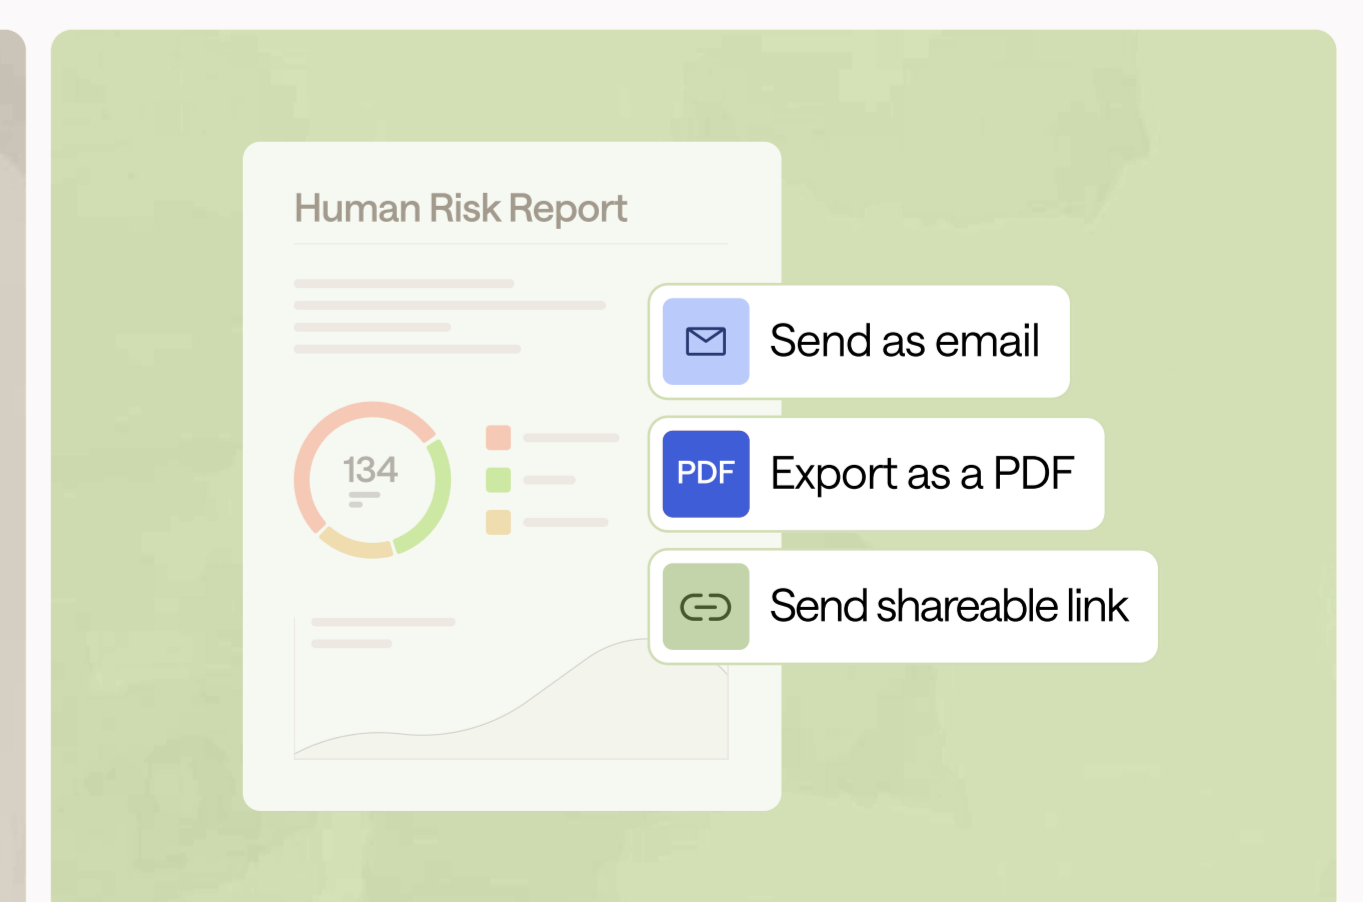 Human Risk Report
Send as email
134
PDF Export as a PDF
Send shareable link